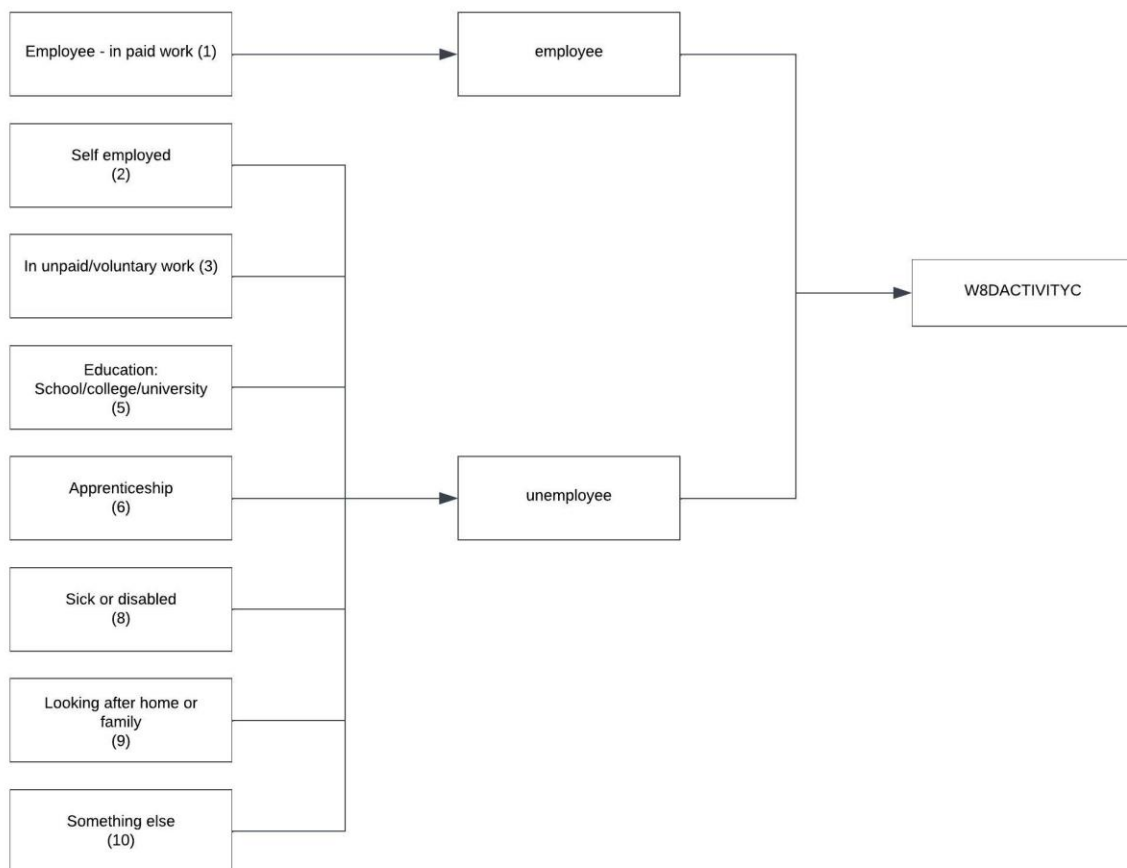 Employee - in paid work (1)
employee
Self employed
(2)
In unpaid/voluntary work (3)
W8DACTIVITYC
Education:
School/college/university
(5)
Apprenticeship
(6)
unemployee
Sick or disabled
(8)
Looking after home or
family
(9)
Something else
(10)